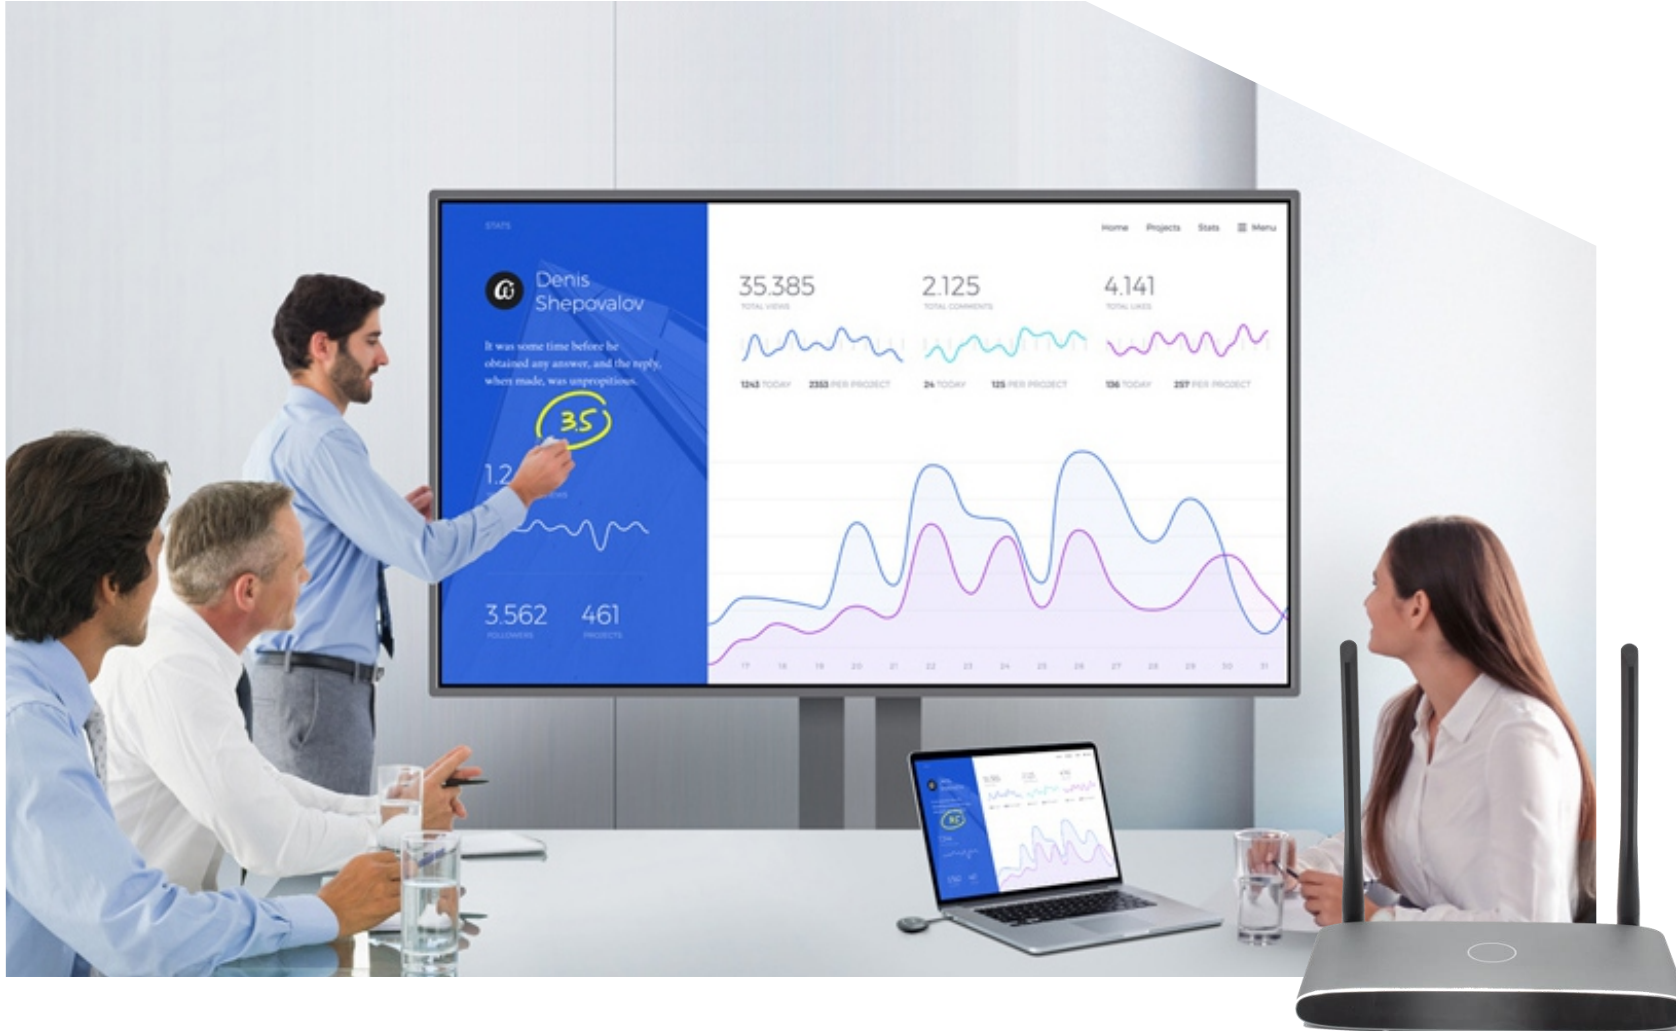 STATS
Home Projects Stats Menu
Denis
Shepovalov
It was some time before he
obtained any answer, and the reply,
when made, was unpropitious.
3.5
1.2
3.562 461
FOLLOWERS PROJECTS
35.385 2.125 4.141
TOTAL VIEWS TOTAL COMMENTS TOTAL LIKES
1243 TODAY 2353 PER PROJECT 24 TODAY 125 PER PROJECT 136 TODAY 257 PER PROJECT
17 18 19 20 21 22 23 24 25 26 27 28 29 30 31